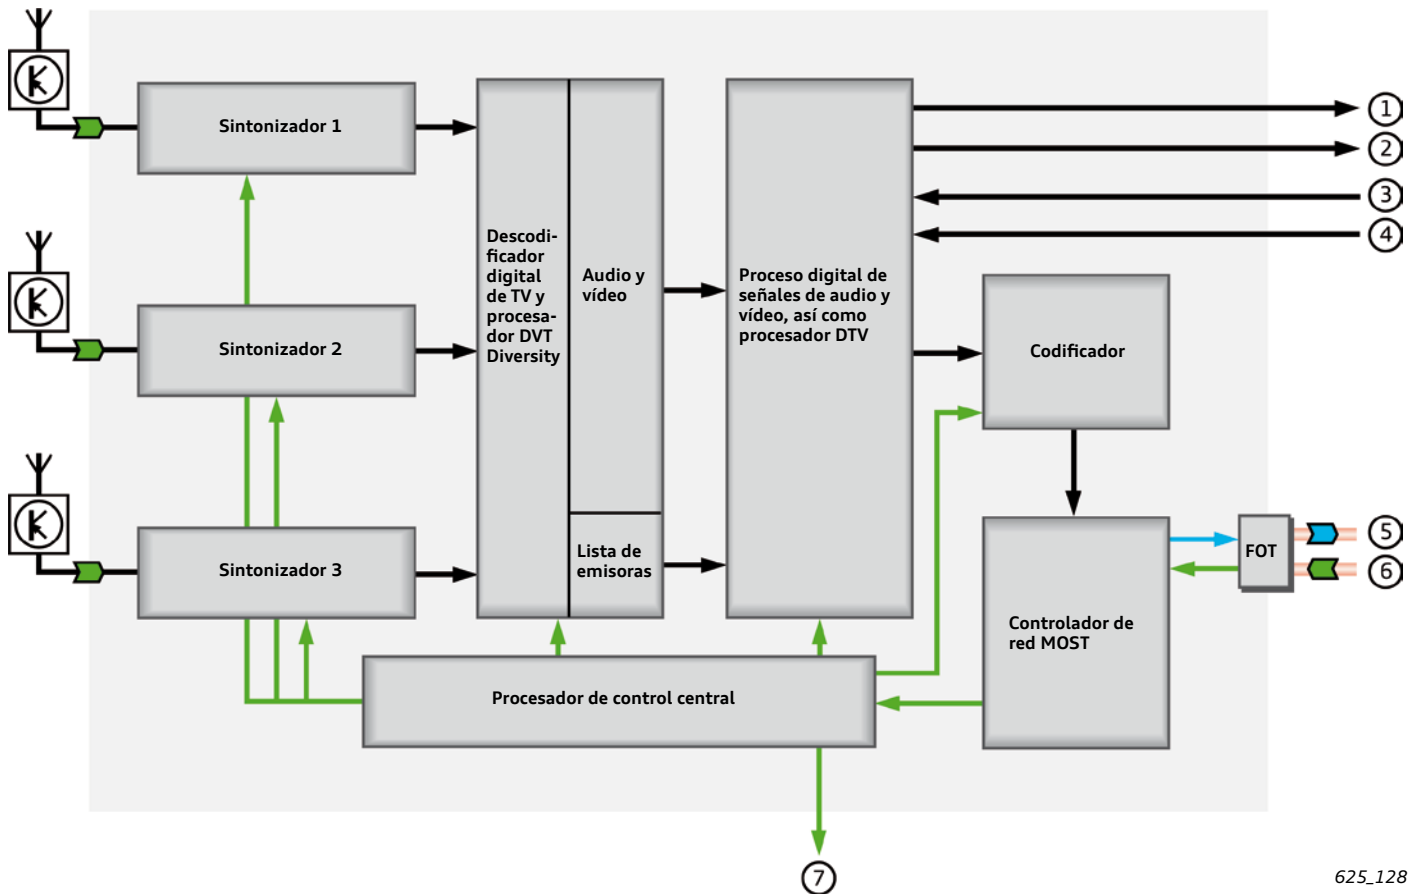 Sintonizador 1
1
2
3
4
Descodi-
ficador
digital
de TV y
procesa-
dor DVT
Diversity
Audio y
vídeo
Proceso digital de
señales de audio y
vídeo, así como
procesador DTV
Sintonizador 2
Codificador
Lista de
emisoras
Sintonizador 3
FOT
5
6
Controlador de
red MOST
Procesador de control central
7
625_128